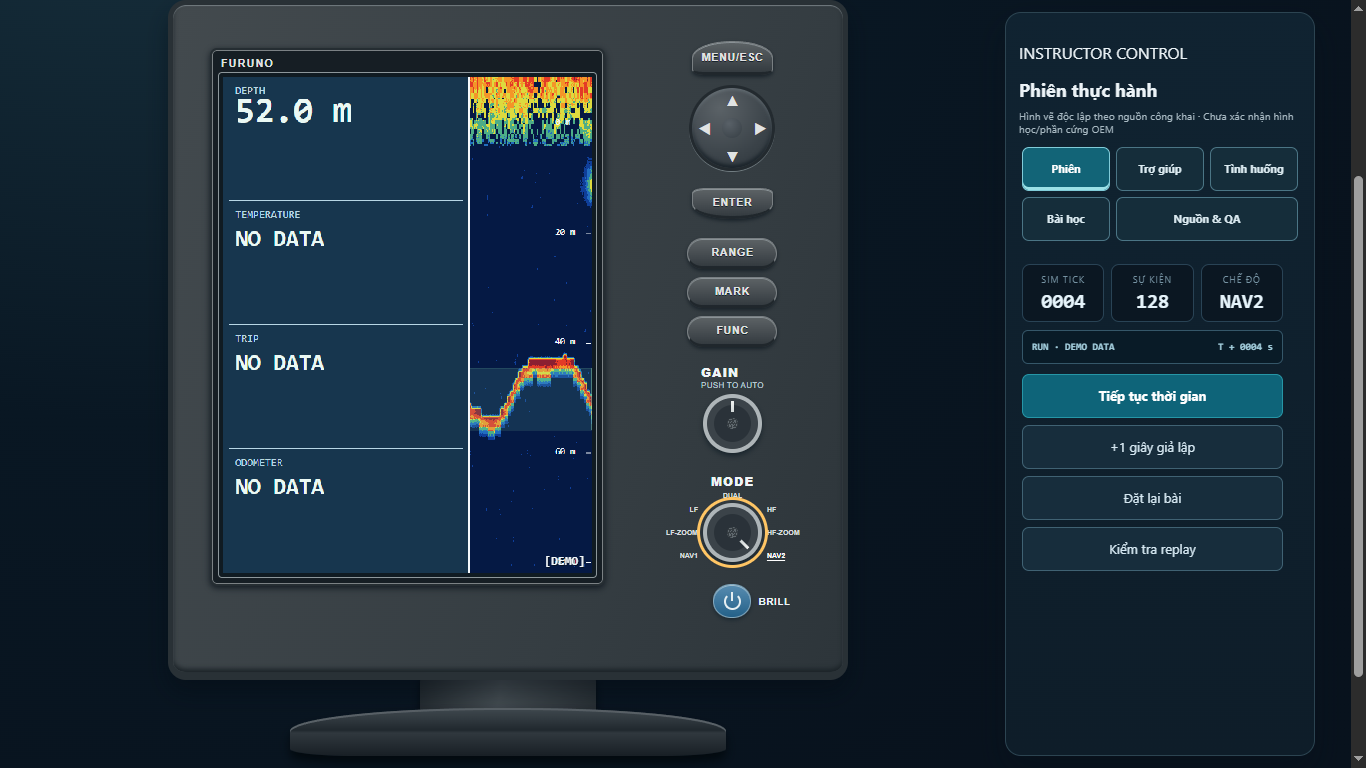 FURUNO
DEPTH
52.0 m
TEMPERATURE
NO DATA
TRIP
NO DATA
ODOMETER
NO DATA
20 m
40 m
60 m
[DEMO]
MENU/ESC
ENTER
RANGE
MARK
FUNC
GAIN
PUSH TO AUTO
MODE
DUAL
LF
HF
LF-ZOOM
HF-ZOOM
NAV1
NAV2
BRILL
INSTRUCTOR CONTROL
Phiên thực hành
Hình vẽ độc lập theo nguồn công khai · Chưa xác nhận hình
học/phần cứng OEM
Phiên
Trợ giúp
Tình huống
Bài học
Nguồn & QA
SIM TICK
0004
SỰ KIỆN
128
CHẾ ĐỘ
NAV2
RUN · DEMO DATA
T + 0004 s
Tiếp tục thời gian
+1 giây giả lập
Đặt lại bài
Kiểm tra replay